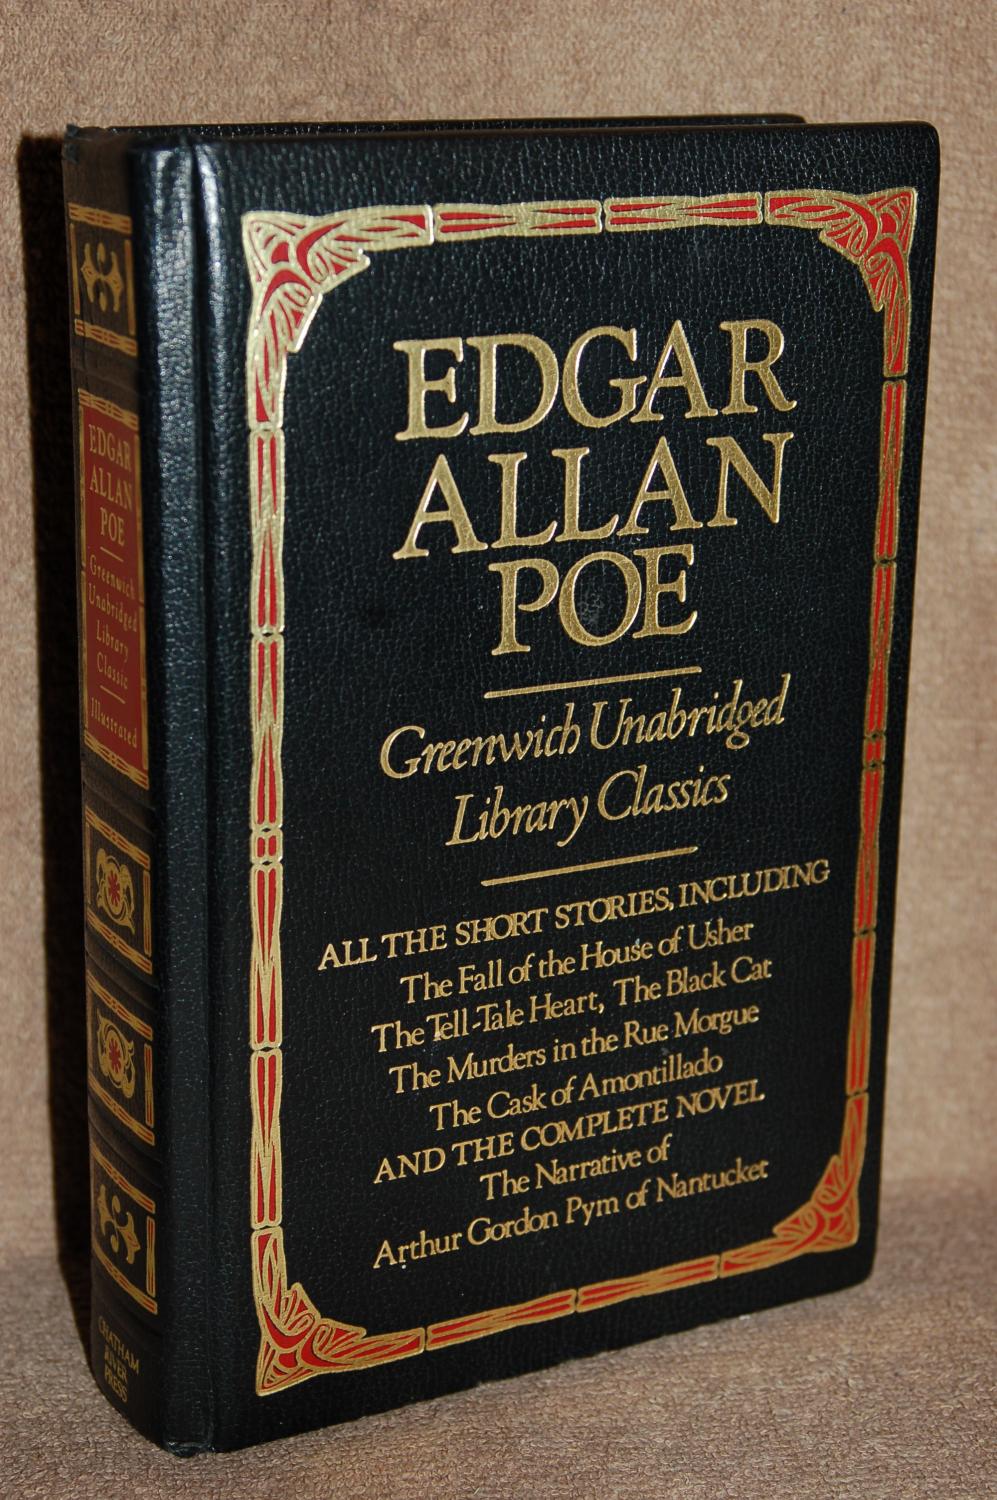 EDGAR
ALLAN
POE
Greenwich Unabridged
Library Classics
ALL THE SHORT STORIES, INCLUDING
The Fall of the House of Usher
The Tell-Tale Heart, The Black Cat
The Murders in the Rue Morgue
The Cask of Amontillado
AND THE COMPLETE NOVEL
The Narrative of
Arthur Gordon Pym of Nantucket
EDGAR
ALLAN
POE
Greenwich
Unabridged
Library
Classic
Illustrated
CHATHAM
RIVER
PRESS